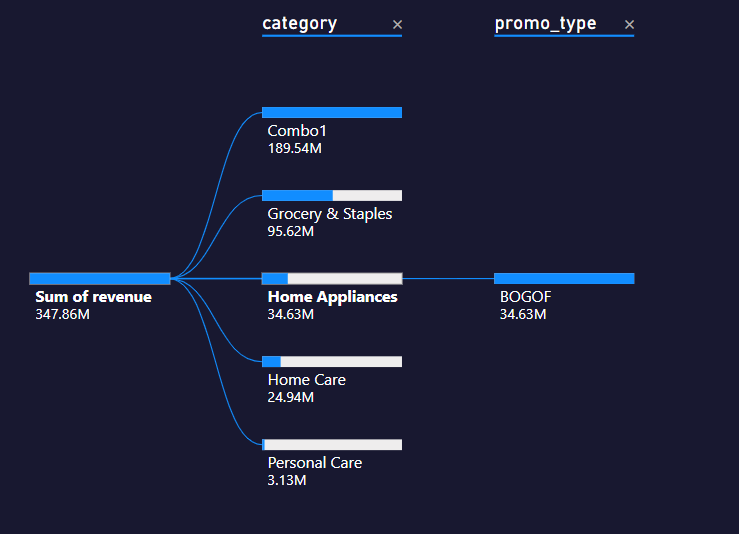 category ×
promo_type ×
Combo1
189.54M
Grocery & Staples
95.62M
Sum of revenue
347.86M
Home Appliances
34.63M
BOGOF
34.63M
Home Care
24.94M
Personal Care
3.13M